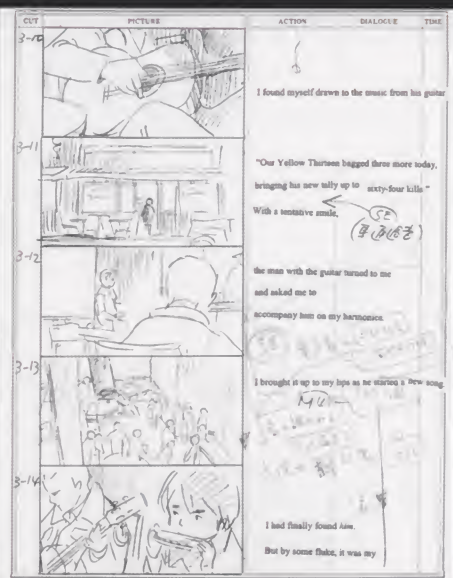 CUT PICTURE ACTION DIALOGUE TIME
3-10
I found myself drawn to the music from his guitar
3-11
"Our Yellow Thirteen bagged three more today,
bringing his new tally up to sixty-four kills."
With a tentative smile,
SE
3-12
the man with the guitar turned to me
and asked me to
accompany him on my harmonica.
SE
3-13
I brought it up to my lips as he started a new song.
MU
3-14
I had finally found him.
But by some fluke, it was my